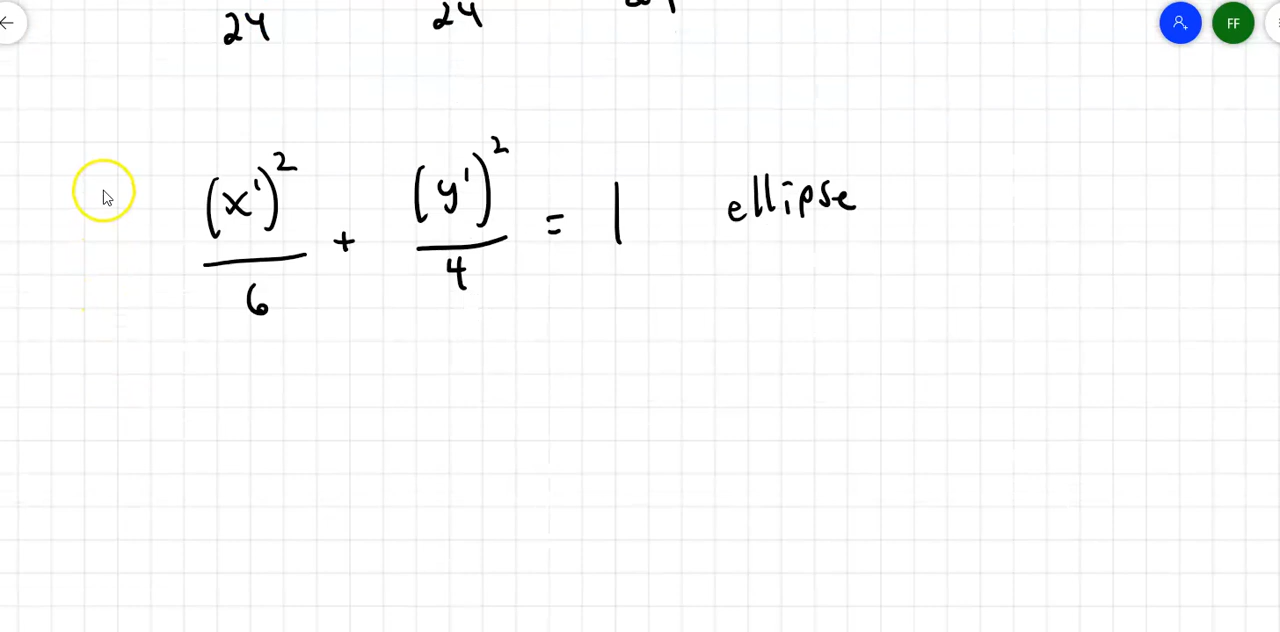 24 24
FF
(x')² / 6 + (y')² / 4 = 1 ellipse